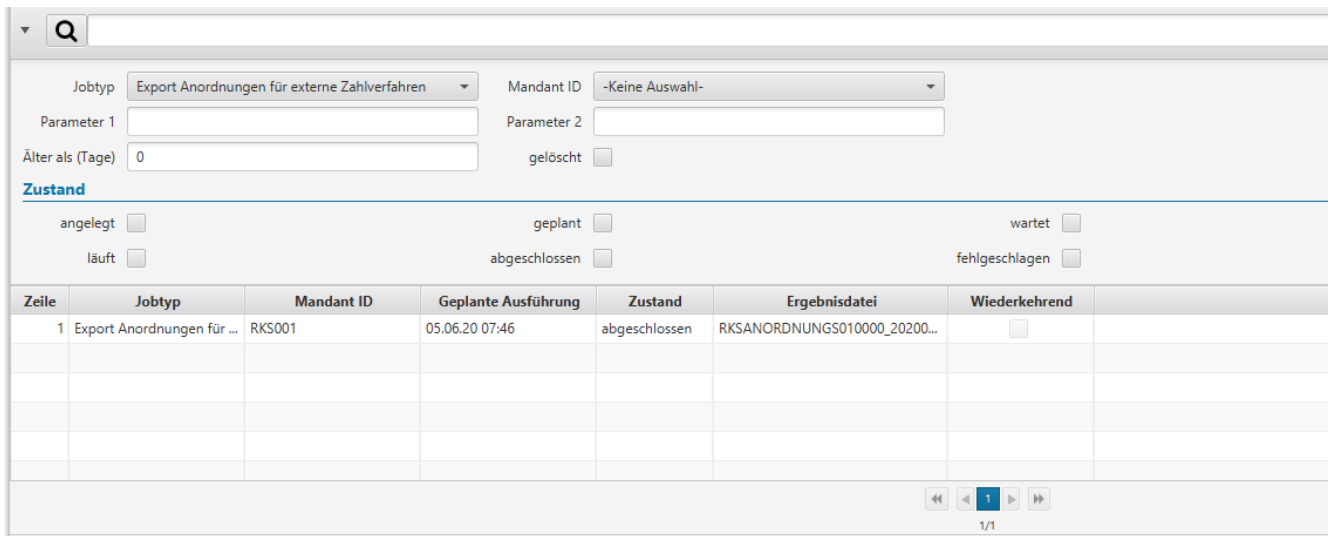 Jobtyp Export Anordnungen für externe Zahlverfahren Mandant ID -Keine Auswahl-
Parameter 1 Parameter 2
Älter als (Tage) 0 gelöscht
Zustand
angelegt geplant wartet
läuft abgeschlossen fehlgeschlagen
Zeile Jobtyp Mandant ID Geplante Ausführung Zustand Ergebnisdatei Wiederkehrend
1 Export Anordnungen für ... RKS001 05.06.20 07:46 abgeschlossen RKSANORDNUNGS010000_20200...
1
1/1